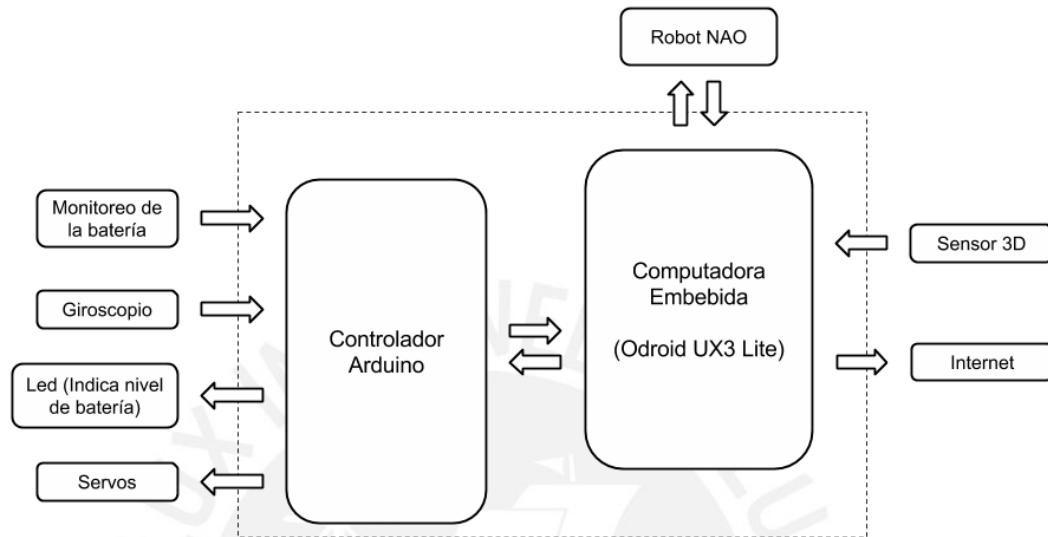 Robot NAO
Monitoreo de
la batería
Giroscopio
Led (Indica nivel
de batería)
Servos
Controlador
Arduino
Computadora
Embebida
(Odroid UX3 Lite)
Sensor 3D
Internet